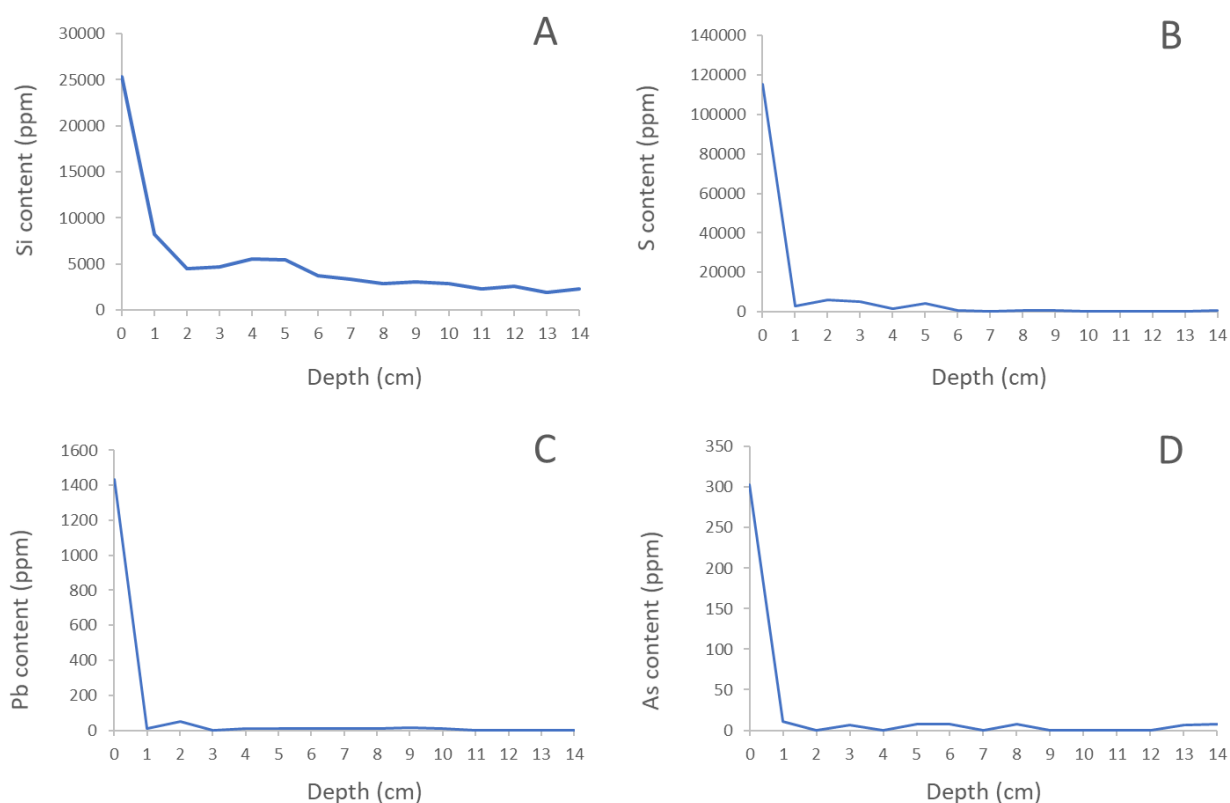 A
Si content (ppm)
30000
25000
20000
15000
10000
5000
0
0 1 2 3 4 5 6 7 8 9 10 11 12 13 14
Depth (cm)
B
S content (ppm)
140000
120000
100000
80000
60000
40000
20000
0
0 1 2 3 4 5 6 7 8 9 10 11 12 13 14
Depth (cm)
C
Pb content (ppm)
1600
1400
1200
1000
800
600
400
200
0
0 1 2 3 4 5 6 7 8 9 10 11 12 13 14
Depth (cm)
D
As content (ppm)
350
300
250
200
150
100
50
0
0 1 2 3 4 5 6 7 8 9 10 11 12 13 14
Depth (cm)